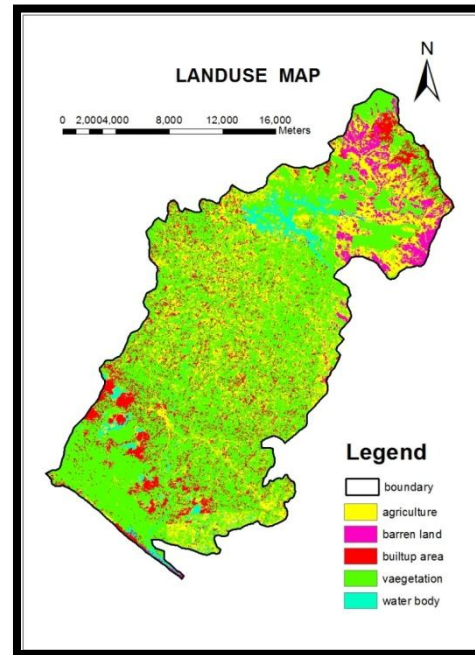 N
LANDUSE MAP
0 2,0004,000 8,000 12,000 16,000
Meters
Legend
boundary
agriculture
barren land
builtup area
vaegetation
water body